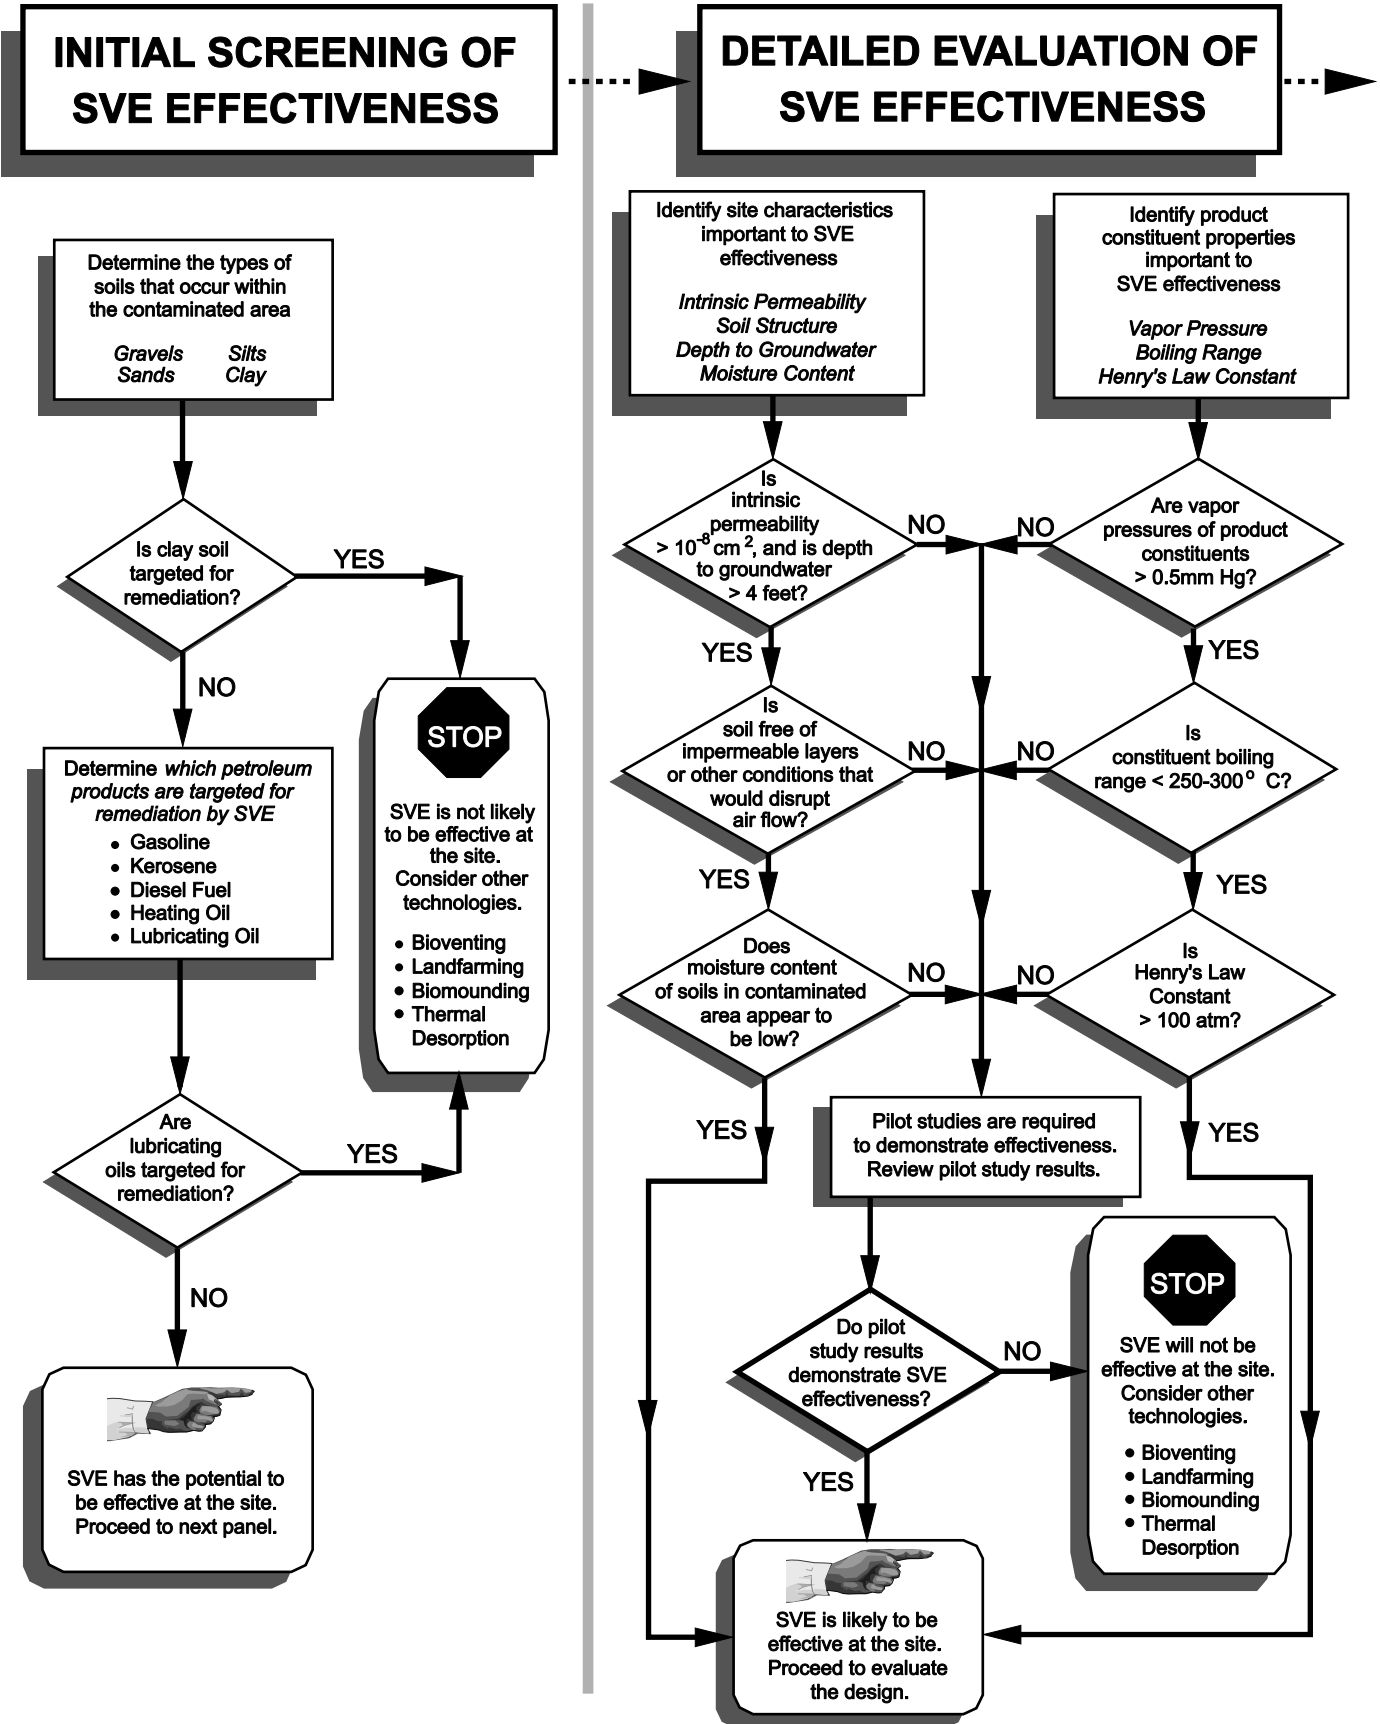 INITIAL SCREENING OF
SVE EFFECTIVENESS
Determine the types of
soils that occur within
the contaminated area
Gravels Silts
Sands Clay
Is clay soil
targeted for
remediation?
YES
NO
Determine which petroleum
products are targeted for
remediation by SVE
• Gasoline
• Kerosene
• Diesel Fuel
• Heating Oil
• Lubricating Oil
STOP
SVE is not likely
to be effective at
the site.
Consider other
technologies.
• Bioventing
• Landfarming
• Biomounding
• Thermal
Desorption
Are
lubricating
oils targeted for
remediation?
YES
NO
SVE has the potential to
be effective at the site.
Proceed to next panel.
DETAILED EVALUATION OF
SVE EFFECTIVENESS
Identify site characteristics
important to SVE
effectiveness
Intrinsic Permeability
Soil Structure
Depth to Groundwater
Moisture Content
Is
intrinsic
permeability
> 10⁻⁸ cm², and is depth
to groundwater
> 4 feet?
NO
YES
Is
soil free of
impermeable layers
or other conditions that
would disrupt
air flow?
NO
YES
Does
moisture content
of soils in contaminated
area appear to
be low?
NO
YES
Identify product
constituent properties
important to
SVE effectiveness
Vapor Pressure
Boiling Range
Henry's Law Constant
Are vapor
pressures of product
constituents
> 0.5mm Hg?
NO
YES
Is
constituent boiling
range < 250-300° C?
NO
YES
Is
Henry's Law
Constant
> 100 atm?
NO
YES
Pilot studies are required
to demonstrate effectiveness.
Review pilot study results.
Do pilot
study results
demonstrate SVE
effectiveness?
NO
YES
STOP
SVE will not be
effective at the site.
Consider other
technologies.
• Bioventing
• Landfarming
• Biomounding
• Thermal
Desorption
SVE is likely to be
effective at the site.
Proceed to evaluate
the design.